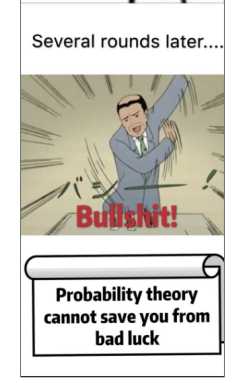 Several rounds later....
Bullshit!
Probability theory
cannot save you from
bad luck